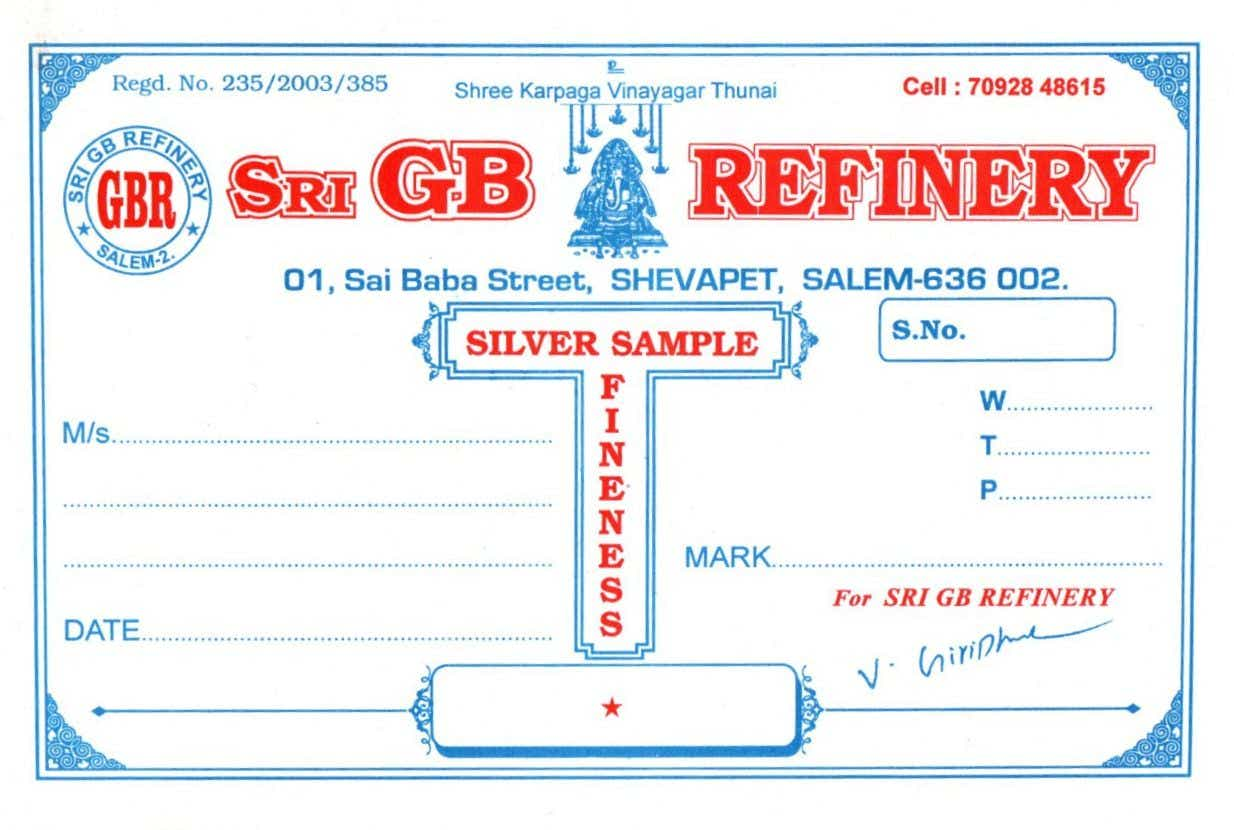 உ
Regd. No. 235/2003/385
Shree Karpaga Vinayagar Thunai
Cell : 70928 48615
SRI GB REFINERY
GBR
SALEM-2.
SRI GB REFINERY
01, Sai Baba Street, SHEVAPET, SALEM-636 002.
SILVER SAMPLE
FINENESS
S.No.
W
T
P
M/s.
MARK
DATE
For SRI GB REFINERY